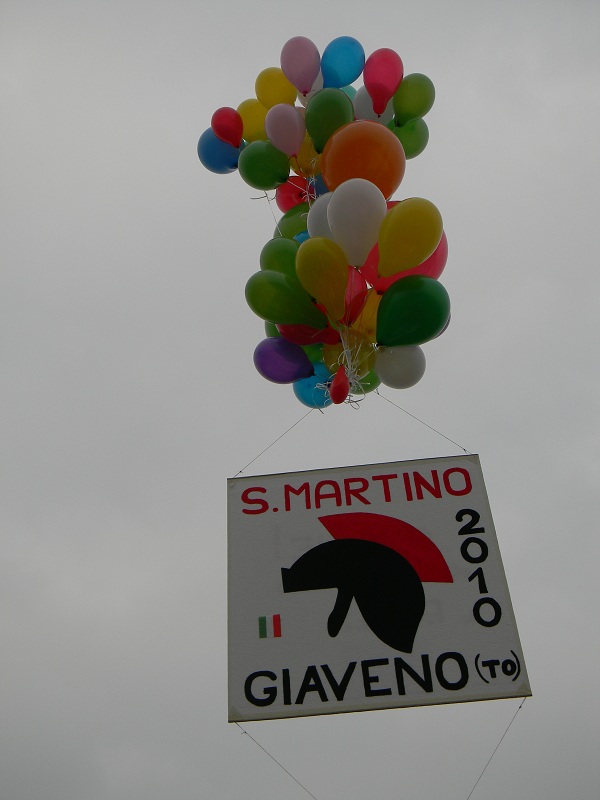 S. MARTINO
2010
GIAVENO (TO)